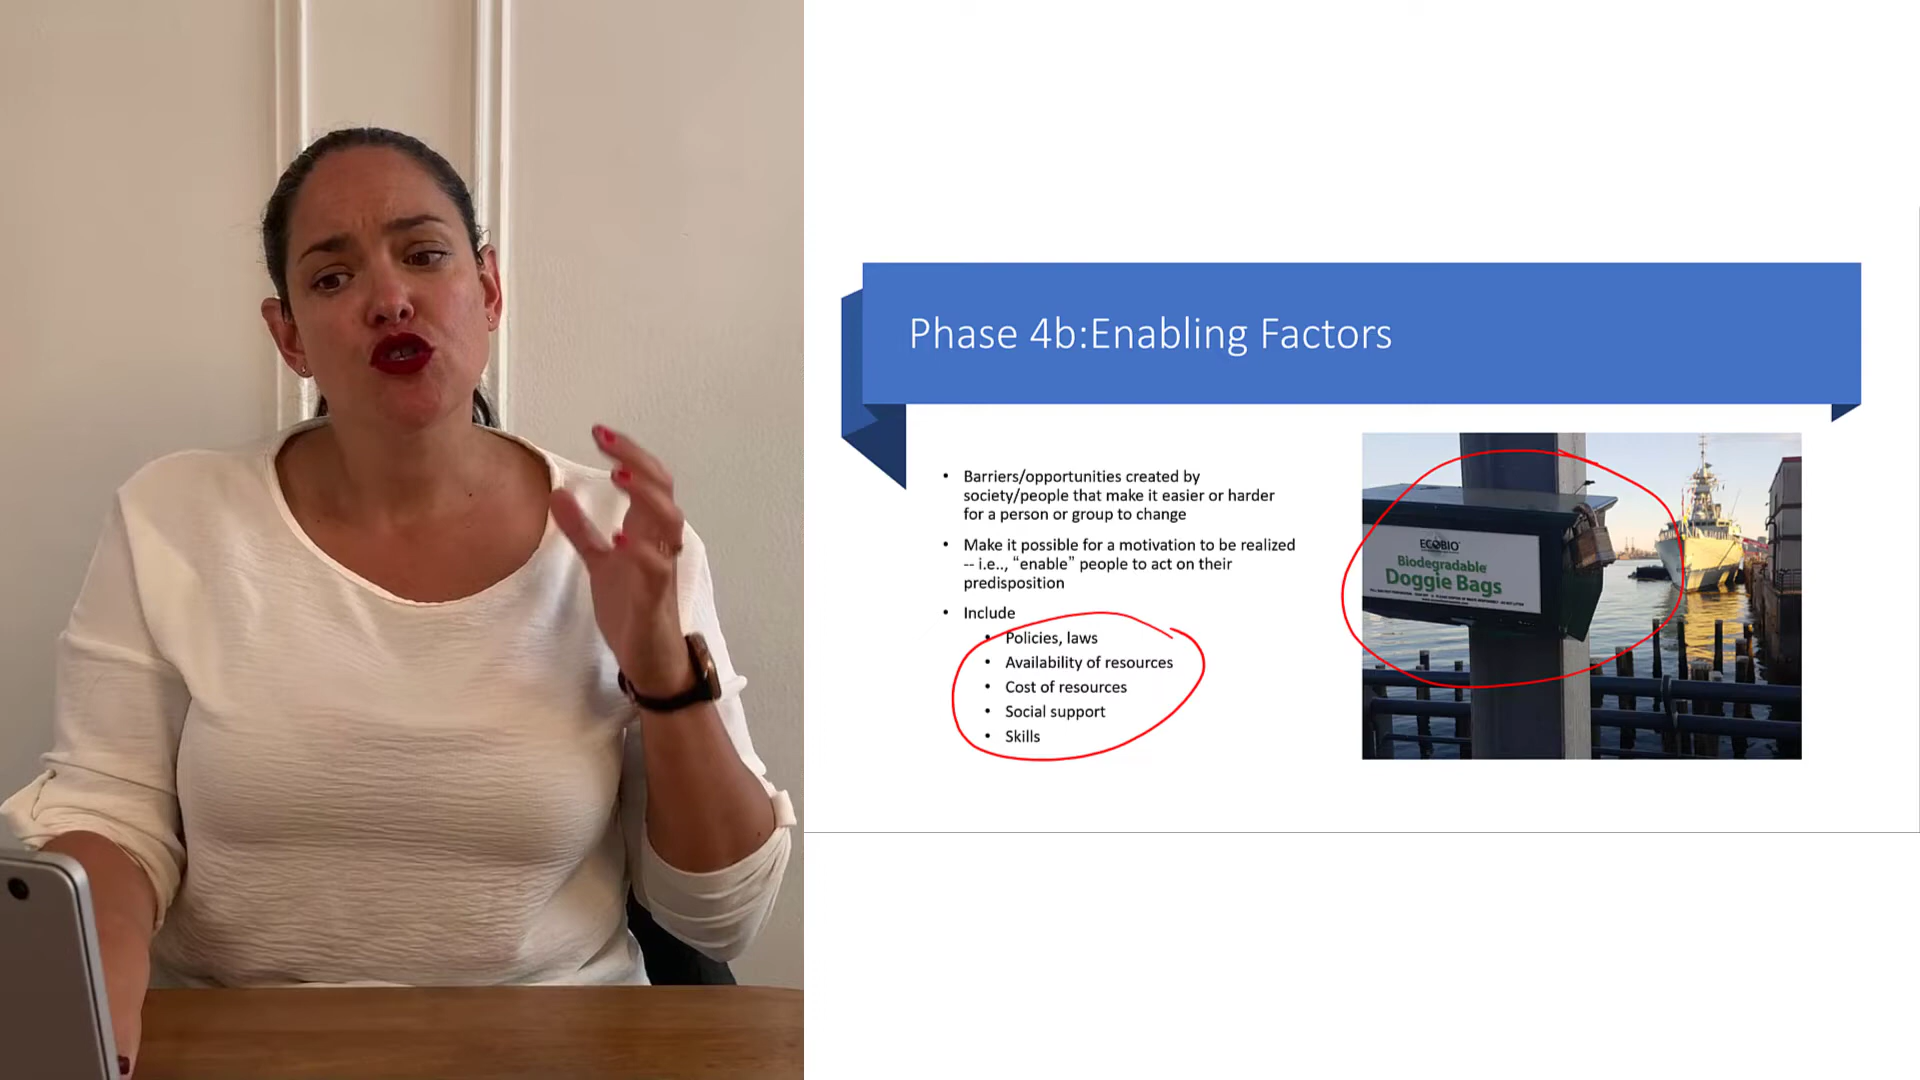 Phase 4b:Enabling Factors
• Barriers/opportunities created by
society/people that make it easier or harder
for a person or group to change
• Make it possible for a motivation to be realized
-- i.e.., “enable” people to act on their
predisposition
• Include
• Policies, laws
• Availability of resources
• Cost of resources
• Social support
• Skills
ECOBIO
Biodegradable
Doggie Bags